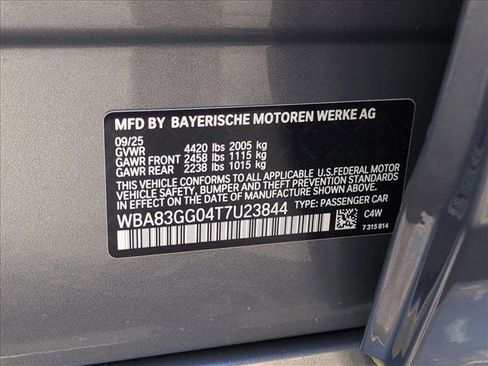 MFD BY BAYERISCHE MOTOREN WERKE AG
09/25
GVWR 4420 lbs 2005 kg
GAWR FRONT 2458 lbs 1115 kg
GAWR REAR 2238 lbs 1015 kg
THIS VEHICLE CONFORMS TO ALL APPLICABLE U.S.FEDERAL MOTOR
VEHICLE SAFETY, BUMPER, AND THEFT PREVENTION STANDARDS
IN EFFECT ON THE DATE OF MANUFACTURE SHOWN ABOVE.
WBA83GG04T7U23844 TYPE: PASSENGER CAR
C4W
7 315 814